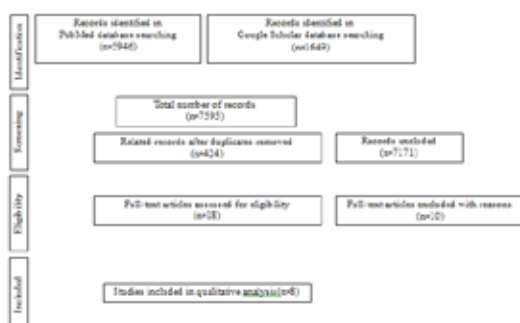 Identification
Records identified in
PubMed database searching
(n=5946)
Records identified in
Google Scholar database searching
(n=1649)
Screening
Total number of records
(n=7595)
Related records after duplicates removed
(n=424)
Records excluded
(n=7171)
Eligibility
Full-text articles assessed for eligibility
(n=18)
Full-text articles excluded with reasons
(n=10)
Included
Studies included in qualitative analysis(n=8)